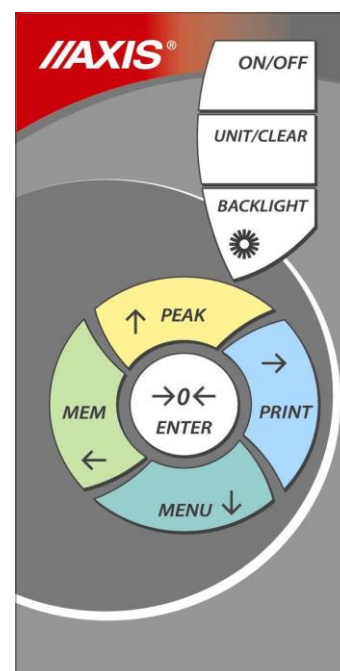 //AXIS®
ON/OFF
UNIT/CLEAR
BACKLIGHT
↑ PEAK
MEM
←
→0←
ENTER
→
PRINT
MENU ↓